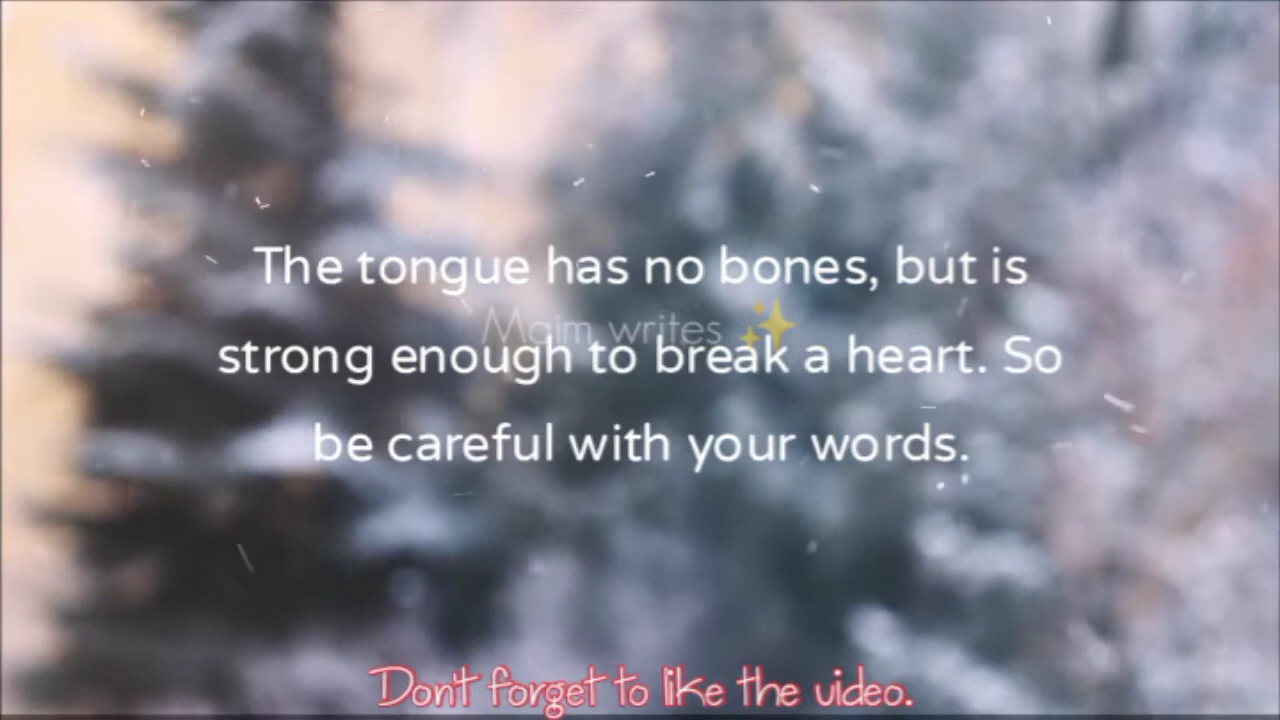 The tongue has no bones, but is
Maim writes ✨
strong enough to break a heart. So
be careful with your words.
Don't forget to like the video.